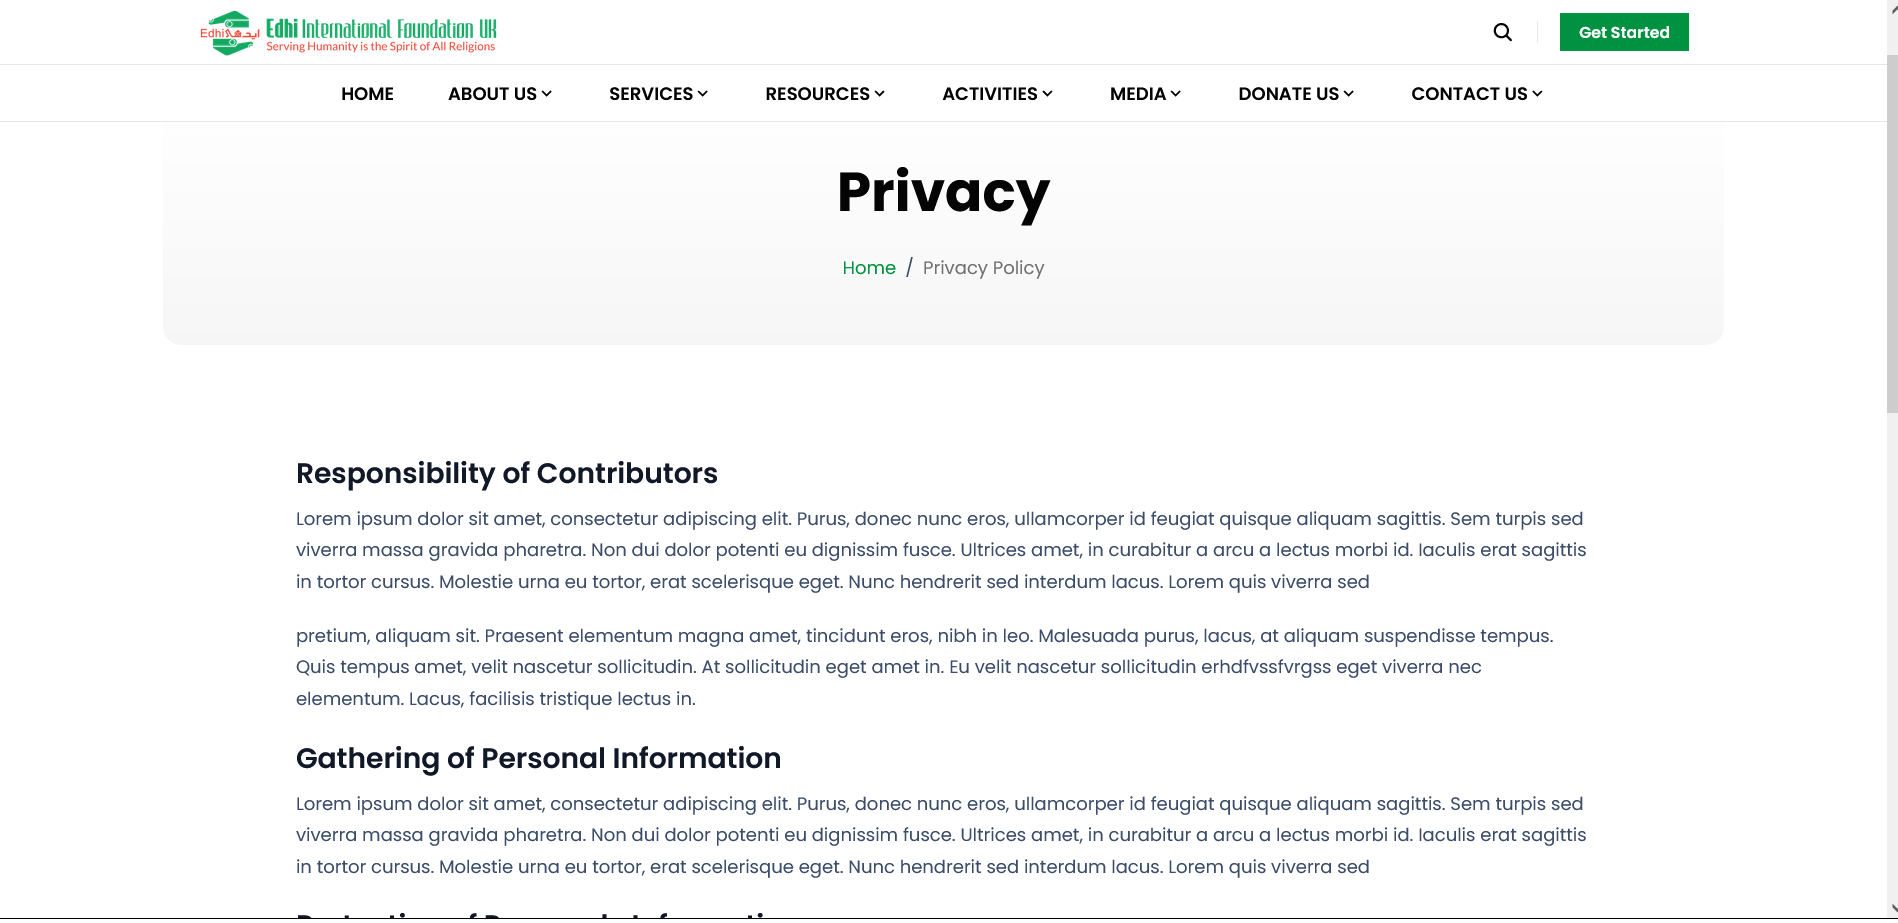 Edhi ایدھی Edhi International Foundation UK
Serving Humanity is the Spirit of All Religions
Get Started
HOME ABOUT US SERVICES RESOURCES ACTIVITIES MEDIA DONATE US CONTACT US
Privacy
Home / Privacy Policy
Responsibility of Contributors
Lorem ipsum dolor sit amet, consectetur adipiscing elit. Purus, donec nunc eros, ullamcorper id feugiat quisque aliquam sagittis. Sem turpis sed
viverra massa gravida pharetra. Non dui dolor potenti eu dignissim fusce. Ultrices amet, in curabitur a arcu a lectus morbi id. Iaculis erat sagittis
in tortor cursus. Molestie urna eu tortor, erat scelerisque eget. Nunc hendrerit sed interdum lacus. Lorem quis viverra sed
pretium, aliquam sit. Praesent elementum magna amet, tincidunt eros, nibh in leo. Malesuada purus, lacus, at aliquam suspendisse tempus.
Quis tempus amet, velit nascetur sollicitudin. At sollicitudin eget amet in. Eu velit nascetur sollicitudin erhdfvssfvrgss eget viverra nec
elementum. Lacus, facilisis tristique lectus in.
Gathering of Personal Information
Lorem ipsum dolor sit amet, consectetur adipiscing elit. Purus, donec nunc eros, ullamcorper id feugiat quisque aliquam sagittis. Sem turpis sed
viverra massa gravida pharetra. Non dui dolor potenti eu dignissim fusce. Ultrices amet, in curabitur a arcu a lectus morbi id. Iaculis erat sagittis
in tortor cursus. Molestie urna eu tortor, erat scelerisque eget. Nunc hendrerit sed interdum lacus. Lorem quis viverra sed